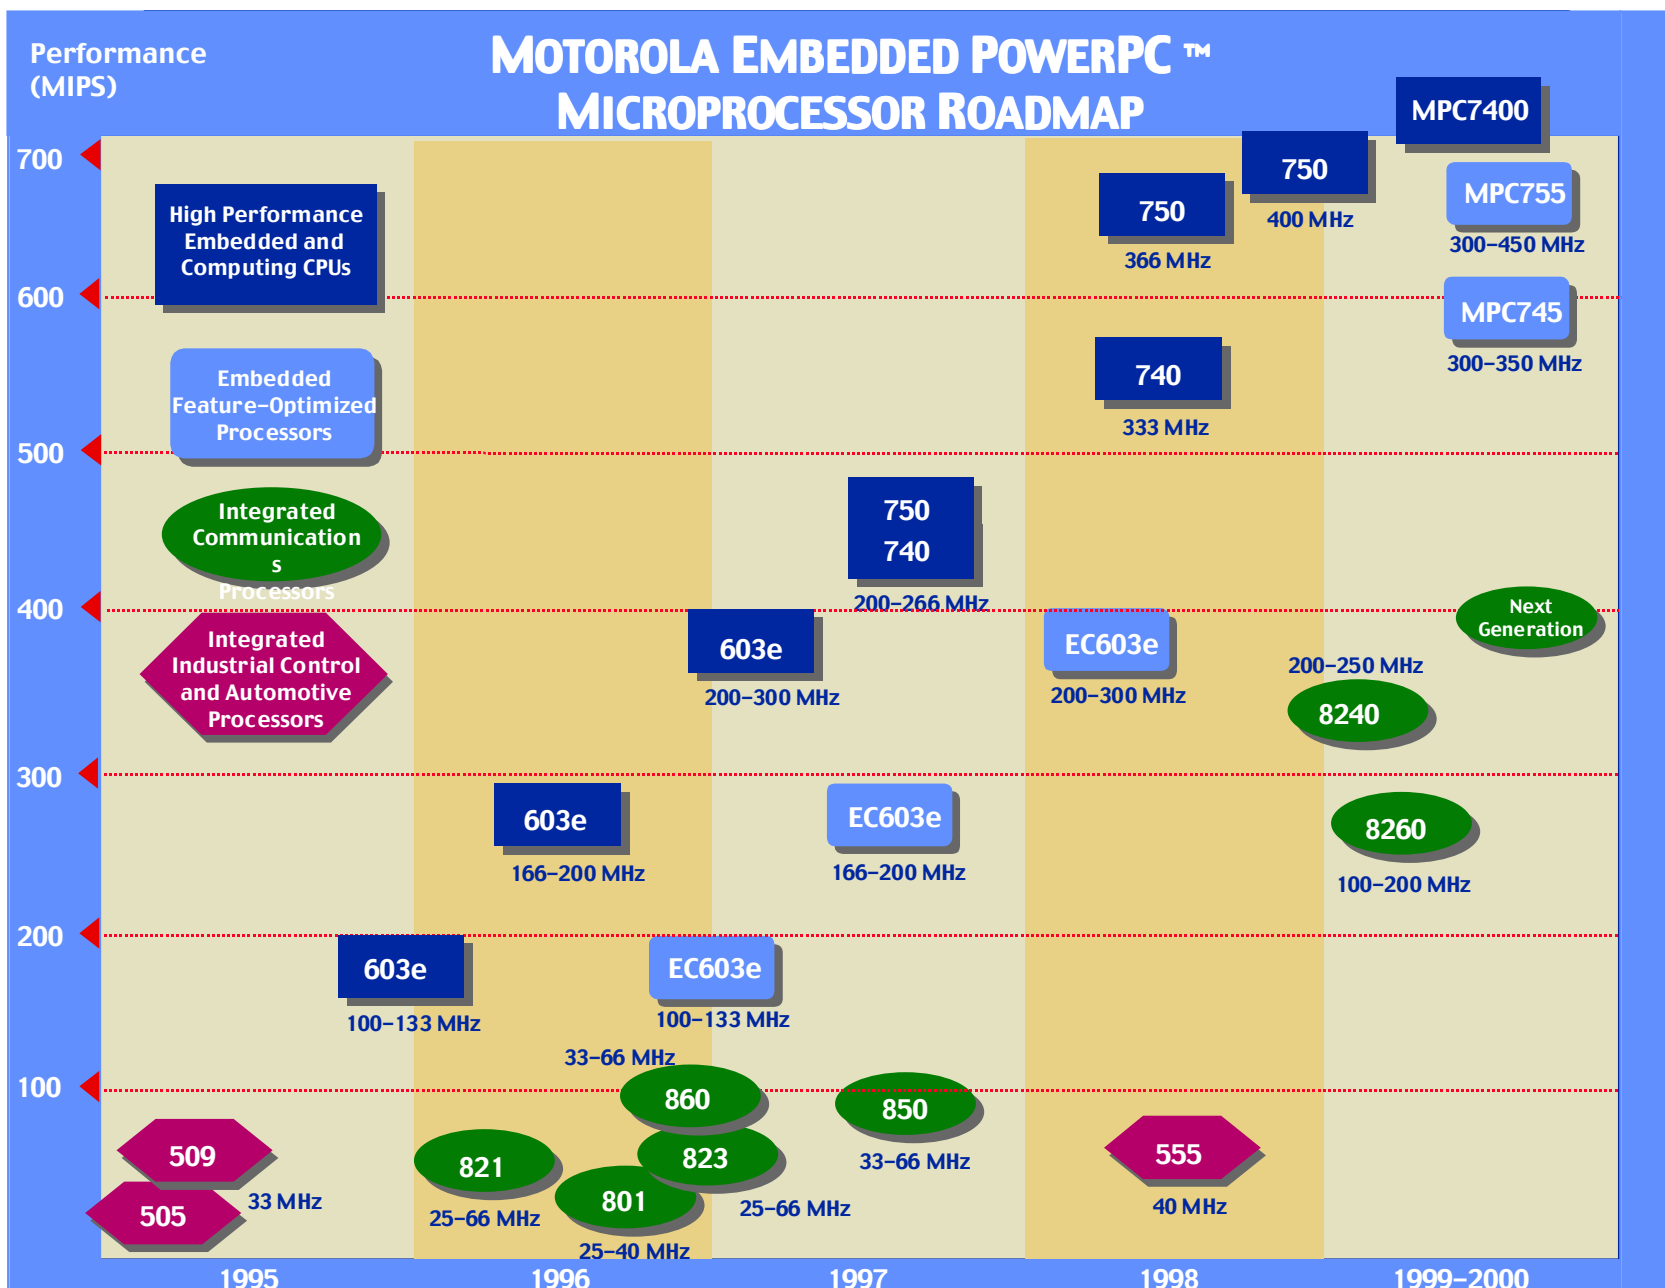 Performance
(MIPS)
MOTOROLA EMBEDDED POWERPC ™
MICROPROCESSOR ROADMAP
MPC7400
700
750
400 MHz
MPC755
300-450 MHz
750
366 MHz
High Performance
Embedded and
Computing CPUs
600
MPC745
300-350 MHz
740
333 MHz
Embedded
Feature-Optimized
Processors
500
750
740
200-266 MHz
Integrated
Communication
s
Processors
400
Next
Generation
603e
200-300 MHz
EC603e
200-300 MHz
Integrated
Industrial Control
and Automotive
Processors
200-250 MHz
8240
300
603e
166-200 MHz
EC603e
166-200 MHz
8260
100-200 MHz
200
603e
100-133 MHz
EC603e
100-133 MHz
33-66 MHz
100
860
850
33-66 MHz
509
821
25-66 MHz
823
25-66 MHz
555
40 MHz
33 MHz
505
801
25-40 MHz
1995
1996
1997
1998
1999-2000